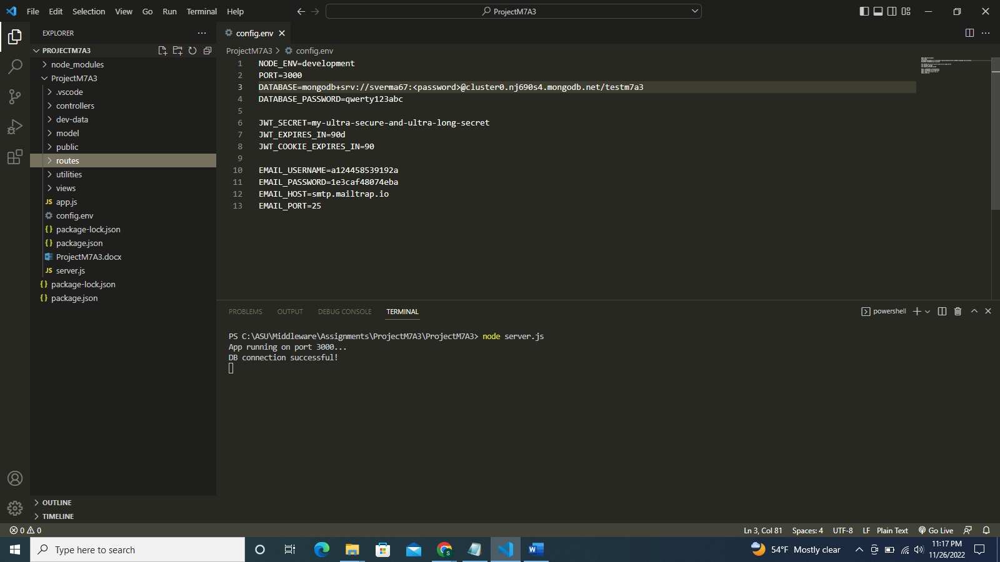 File Edit Selection View Go Run Terminal Help
ProjectM7A3
EXPLORER
PROJECTM7A3
node_modules
ProjectM7A3
.vscode
controllers
dev-data
model
public
routes
utilities
views
JS app.js
config.env
{} package-lock.json
{} package.json
ProjectM7A3.docx
JS server.js
{} package-lock.json
{} package.json
OUTLINE
TIMELINE
config.env
ProjectM7A3 > config.env
1 NODE_ENV=development
2 PORT=3000
3 DATABASE=mongodb+srv://sverma67:<password>@cluster0.nj690s4.mongodb.net/testm7a3
4 DATABASE_PASSWORD=qwerty123abc
5
6 JWT_SECRET=my-ultra-secure-and-ultra-long-secret
7 JWT_EXPIRES_IN=90d
8 JWT_COOKIE_EXPIRES_IN=90
9
10 EMAIL_USERNAME=a124458539192a
11 EMAIL_PASSWORD=1e3caf48074eba
12 EMAIL_HOST=smtp.mailtrap.io
13 EMAIL_PORT=25
PROBLEMS OUTPUT DEBUG CONSOLE TERMINAL
powershell
PS C:\ASU\Middleware\Assignments\ProjectM7A3\ProjectM7A3> node server.js
App running on port 3000...
DB connection successful!
0 0
Ln 3, Col 81 Spaces: 4 UTF-8 LF Plain Text Go Live
Type here to search
54°F Mostly clear
11:17 PM
11/26/2022